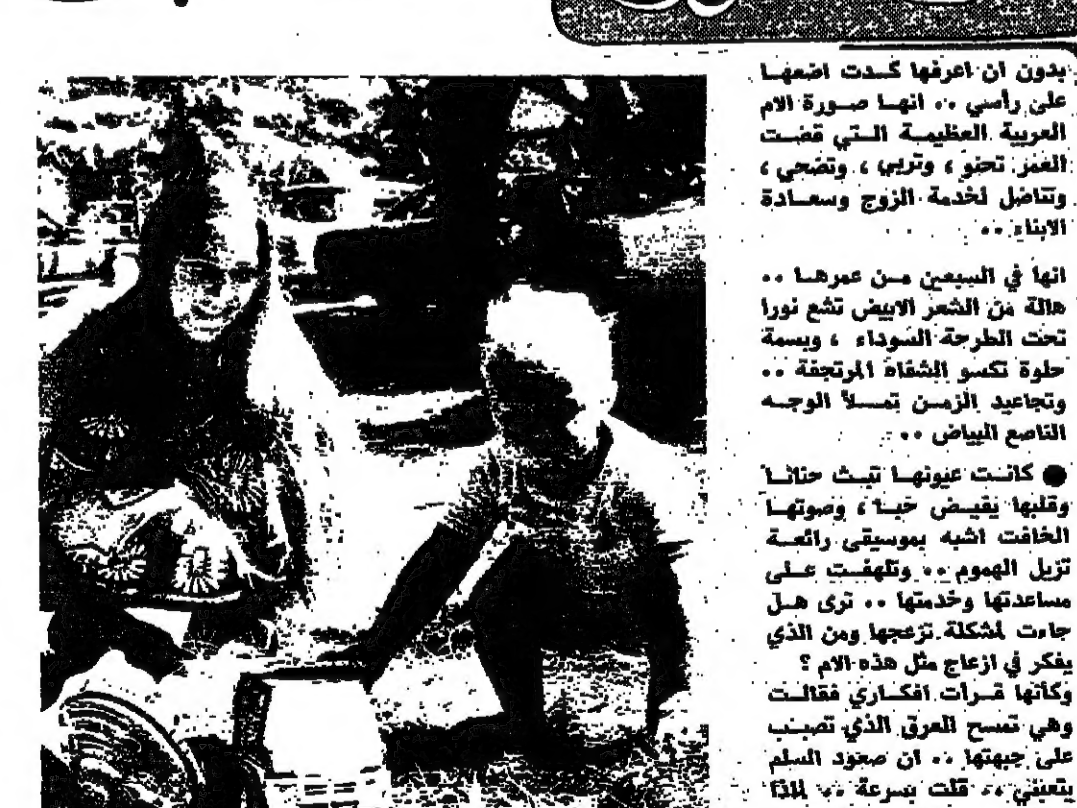 بدون ان اعرفها كدت اضعها
على رأسي .. انها صورة الام
العربية العظيمة التي قضت
العمر تحنو ، وتربي ، وتضحي ،
وتناضل لخدمة الزوج وسعادة
الابناء ..
انها في السبعين من عمرها ..
هالة من الشعر الابيض تشع نورا
تحت الطرحة السوداء ، وبسمة
حلوة تكسو الشفاه المرتجفة ..
وتجاعيد الزمن تملأ الوجه
الناصع البياض ..
● كانت عيونها تبث حنانا
وقلبها يفيض حبا ، وصوتها
الخافت اشبه بموسيقى رائعة
تزيل الهموم .. وتلهفت على
مساعدتها وخدمتها .. ترى هل
جاءت لمشكلة تزعجها ومن الذي
يفكر في ازعاج مثل هذه الام ؟
وكأنها قرأت افكاري فقالت
وهي تمسح العرق الذي تصبب
على جبهتها .. ان صعود السلم
يتعبني .. قلت بسرعة .. لماذا